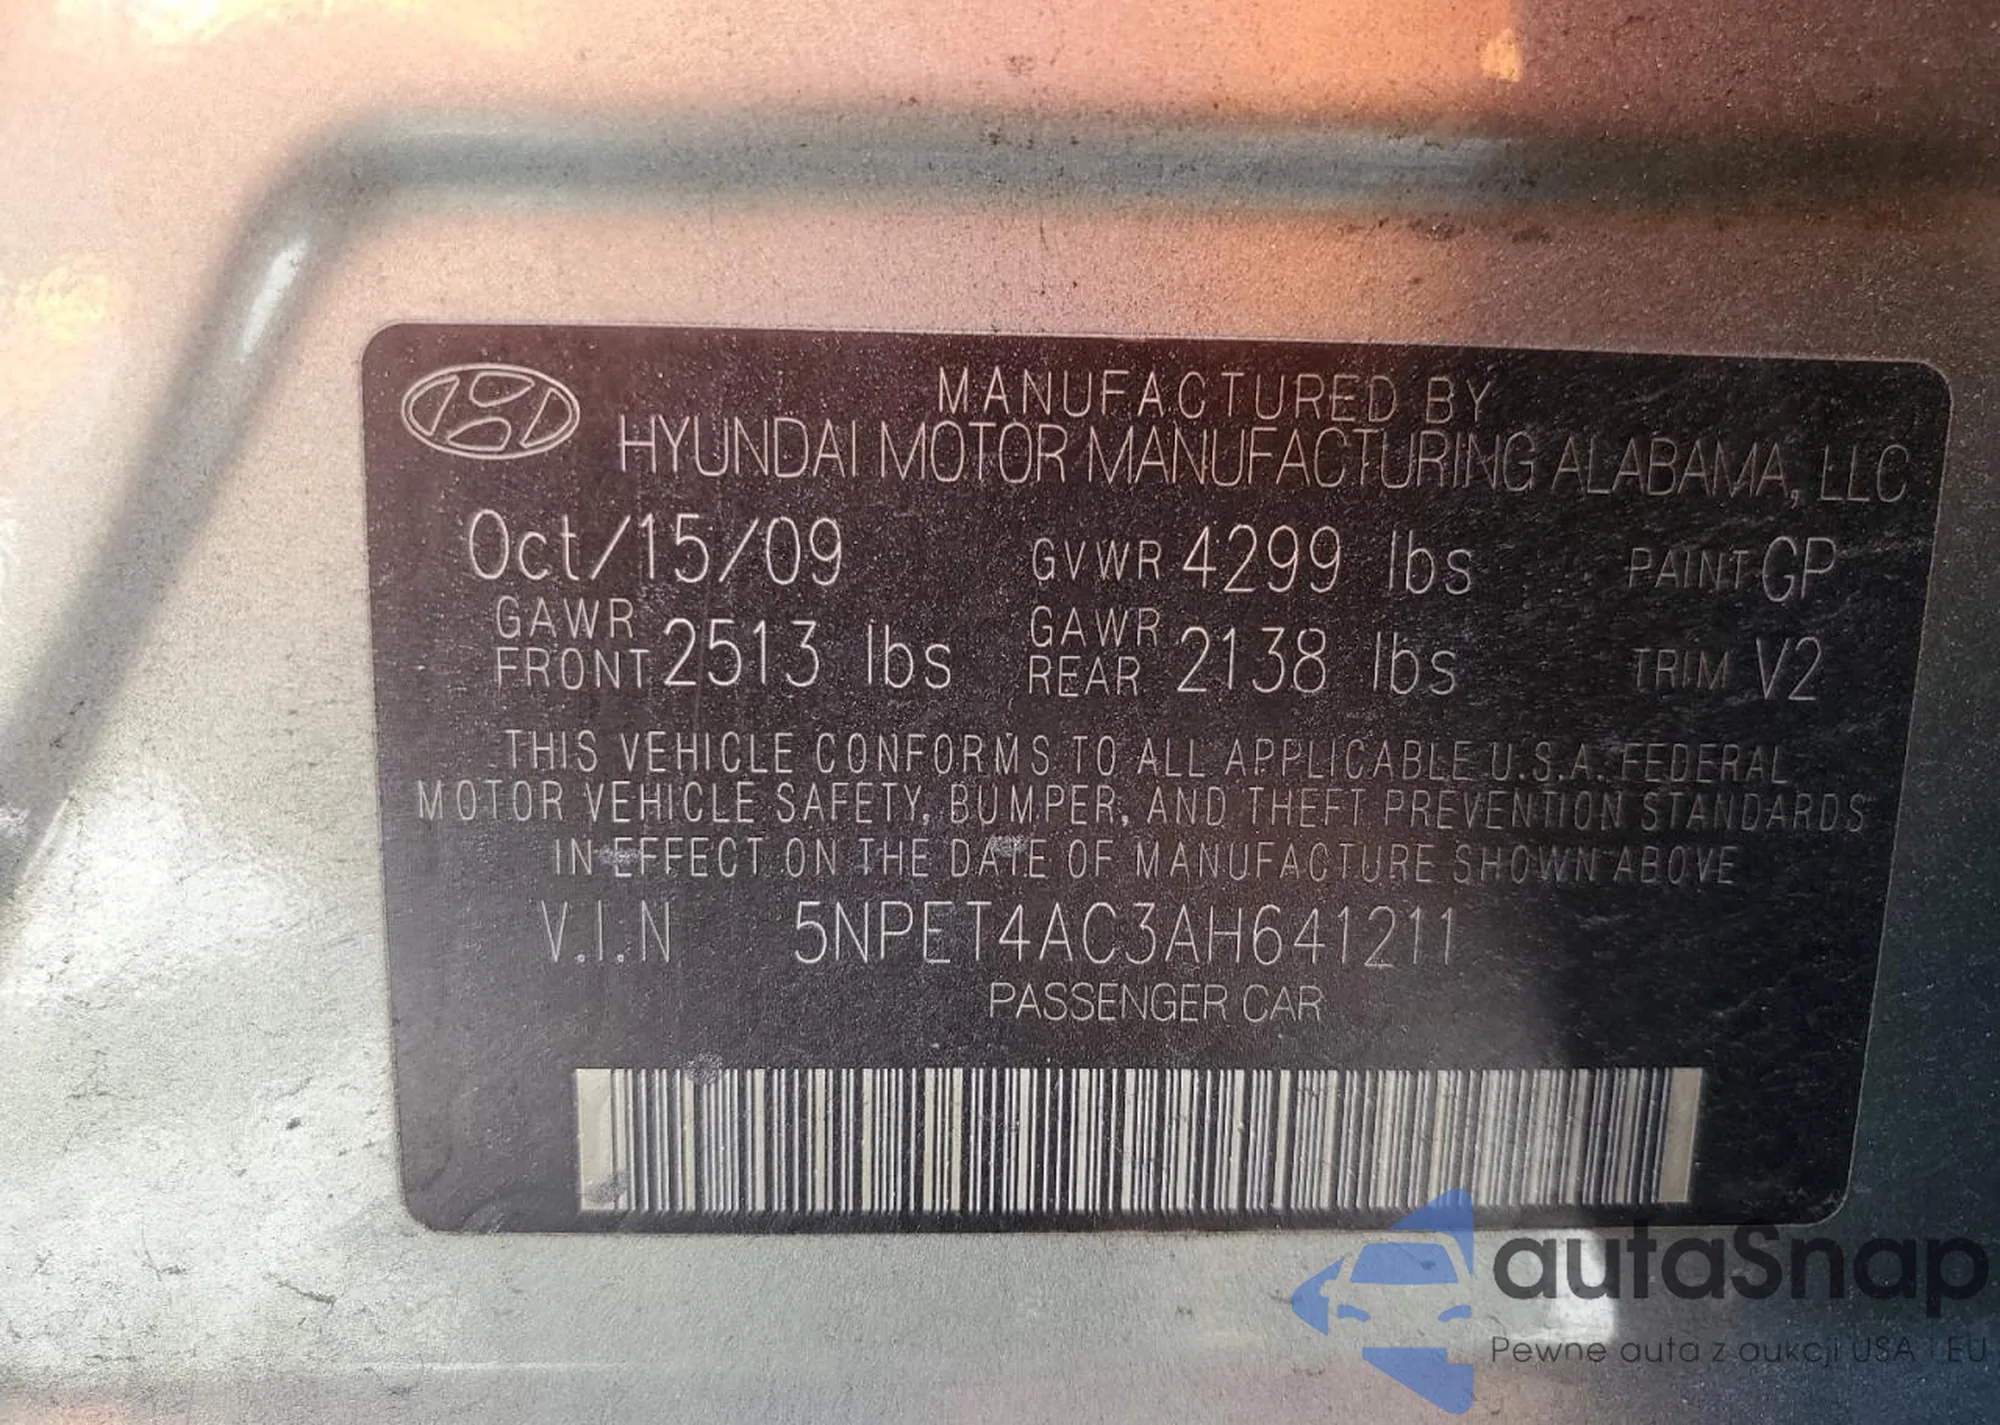 MANUFACTURED BY
HYUNDAI MOTOR MANUFACTURING ALABAMA, LLC
Oct/15/09 GVWR 4299 lbs PAINT GP
GAWR FRONT 2513 lbs GAWR REAR 2138 lbs TRIM V2
THIS VEHICLE CONFORMS TO ALL APPLICABLE U.S.A. FEDERAL
MOTOR VEHICLE SAFETY, BUMPER, AND THEFT PREVENTION STANDARDS
IN EFFECT ON THE DATE OF MANUFACTURE SHOWN ABOVE
V.I.N 5NPET4AC3AH641211
PASSENGER CAR
autaSnap
Pewne auta z aukcji USA i EU